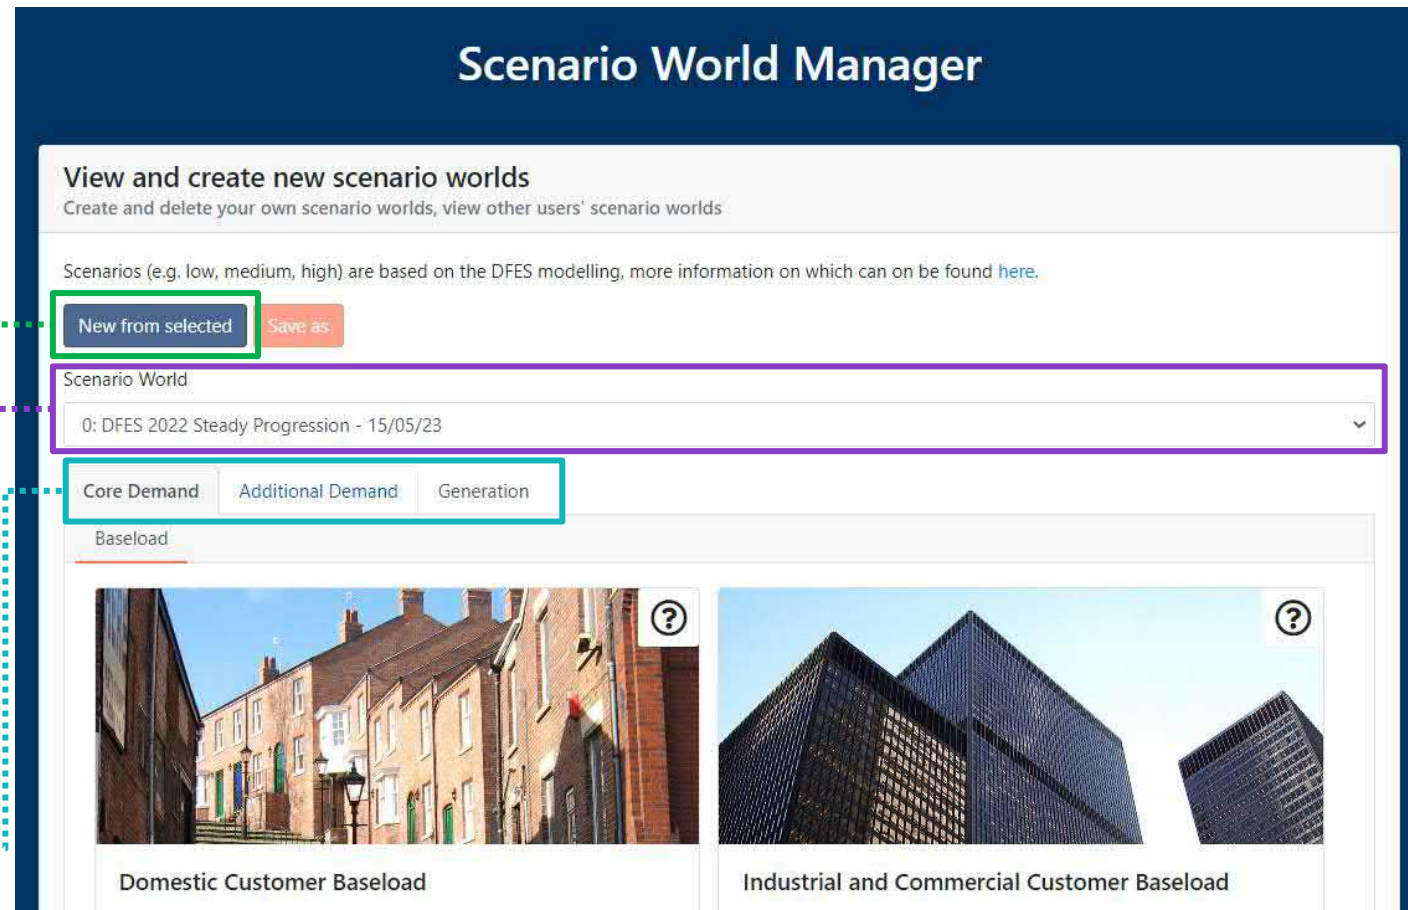 Scenario World Manager
View and create new scenario worlds
Create and delete your own scenario worlds, view other users' scenario worlds
Scenarios (e.g. low, medium, high) are based on the DFES modelling, more information on which can on be found here.
New from selected Save as
Scenario World
0: DFES 2022 Steady Progression - 15/05/23
Core Demand Additional Demand Generation
Baseload
Domestic Customer Baseload Industrial and Commercial Customer Baseload